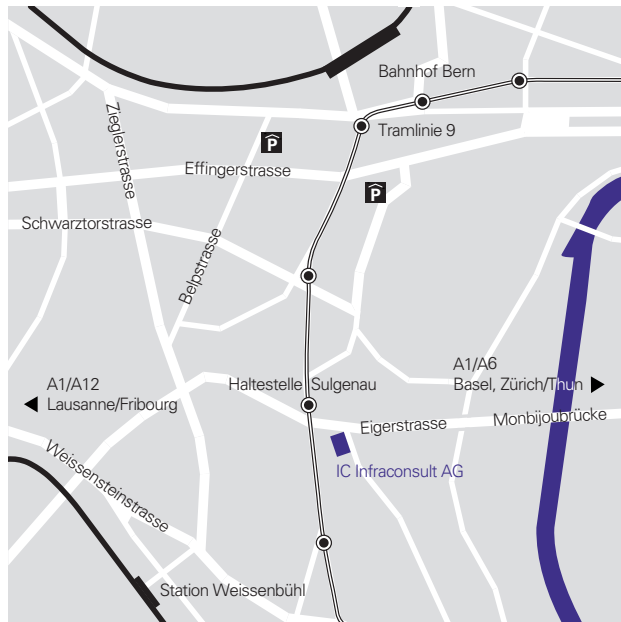 Bahnhof Bern
Zieglerstrasse
Tramlinie 9
P
Effingerstrasse
P
Schwarztorstrasse
Belpstrasse
A1/A12
Lausanne/Fribourg
Haltestelle Sulgenau
A1/A6
Basel, Zürich/Thun
Monbijoubrücke
Eigerstrasse
Weissensteinstrasse
IC Infraconsult AG
Station Weissenbühl